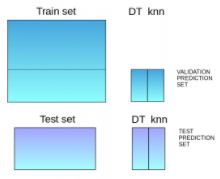 Train set
DT knn
VALIDATION
PREDICTION
SET
Test set
DT knn
TEST
PREDICTION
SET